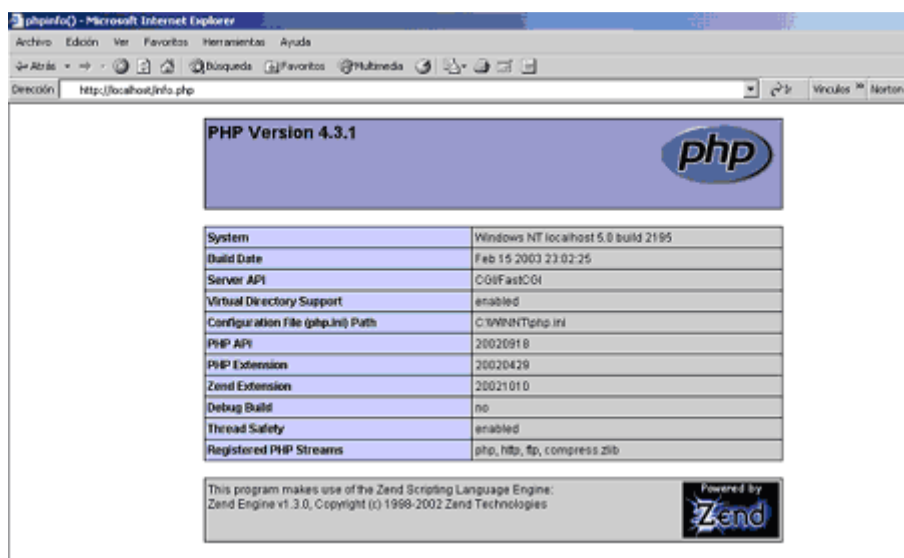 phpinfo() - Microsoft Internet Explorer
Archivo Edición Ver Favoritos Herramientas Ayuda
Atrás Búsqueda Favoritos Multimedia
Dirección http://localhost/info.php Vínculos » Norton
PHP Version 4.3.1
php
System Windows NT localhost 5.0 build 2195
Build Date Feb 15 2003 23:02:25
Server API CGI/FastCGI
Virtual Directory Support enabled
Configuration File (php.ini) Path C:\WINNT\php.ini
PHP API 20020918
PHP Extension 20020429
Zend Extension 20021010
Debug Build no
Thread Safety enabled
Registered PHP Streams php, http, ftp, compress.zlib
This program makes use of the Zend Scripting Language Engine:
Zend Engine v1.3.0, Copyright (c) 1998-2002 Zend Technologies
Powered by
Zend